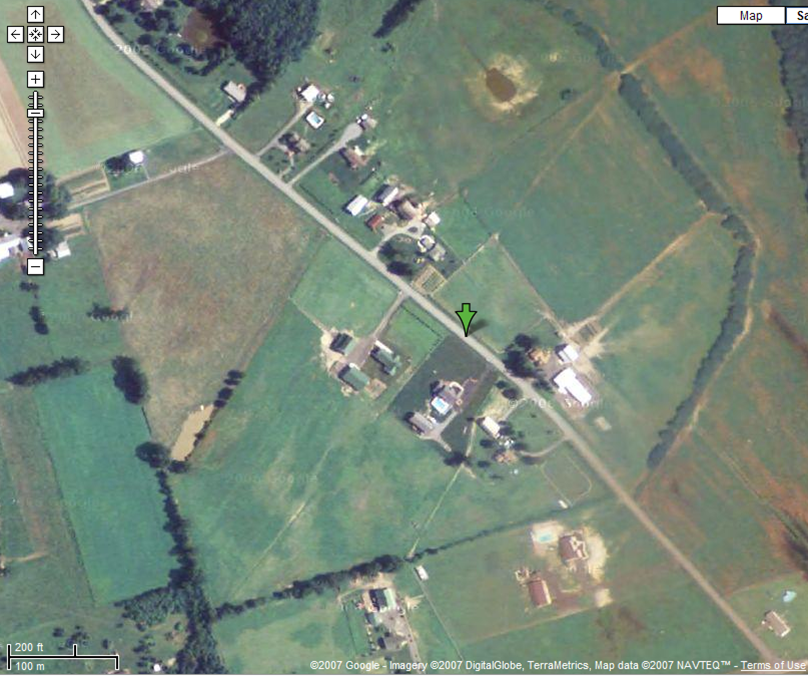 Map
Sa
200 ft
100 m
©2007 Google - Imagery ©2007 DigitalGlobe, TerraMetrics, Map data ©2007 NAVTEQ™ - Terms of Use